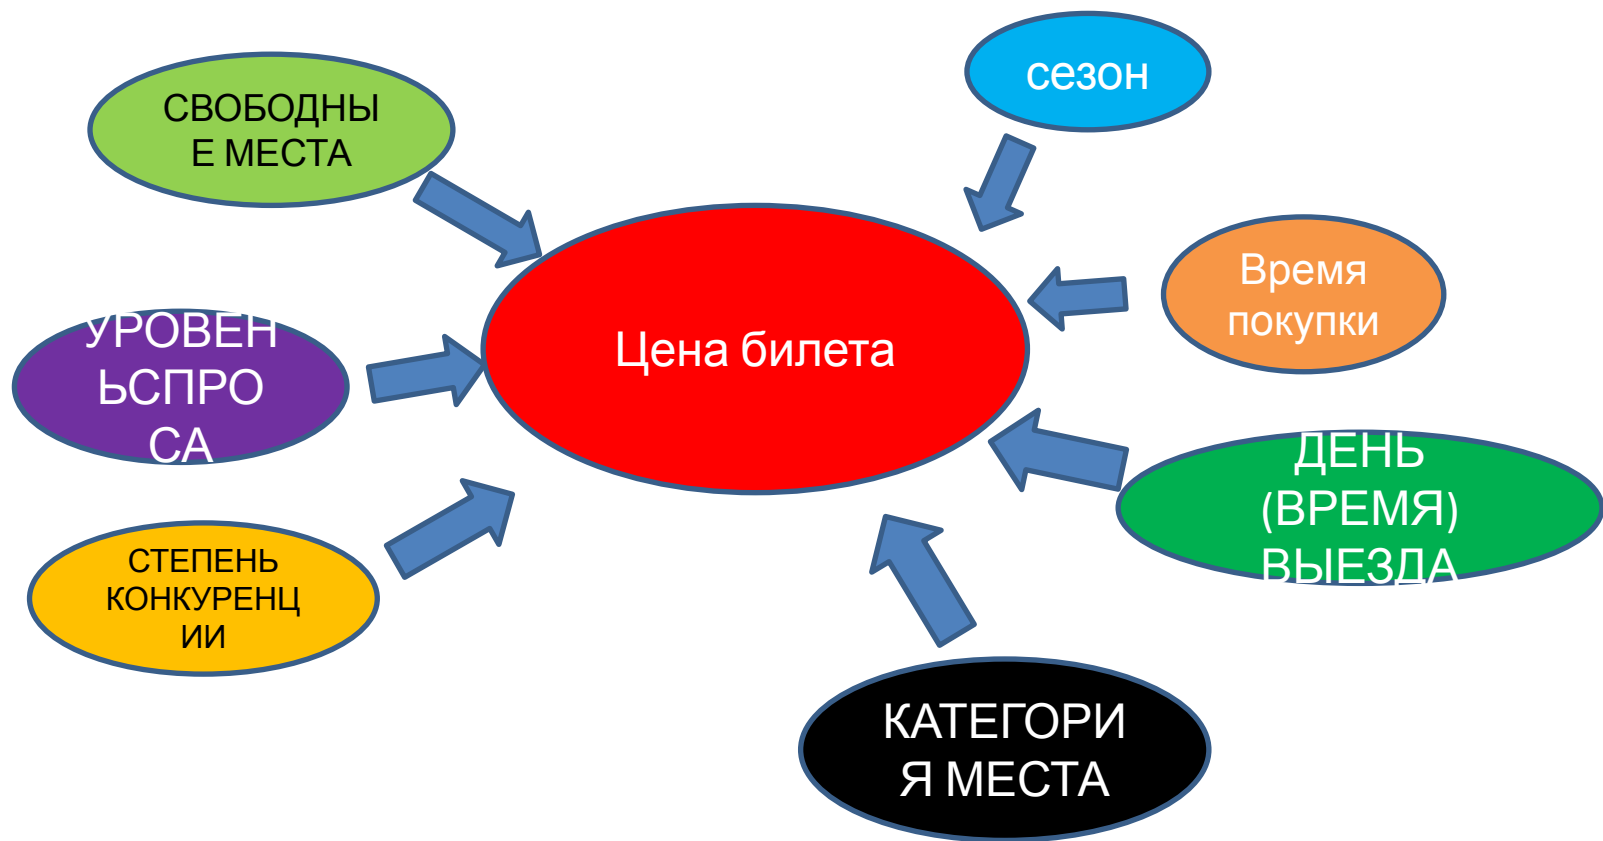 СВОБОДНЫ
Е МЕСТА
сезон
Время
покупки
УРОВЕН
ЬСПРО
СА
Цена билета
ДЕНЬ
(ВРЕМЯ)
ВЫЕЗДА
СТЕПЕНЬ
КОНКУРЕНЦ
ИИ
КАТЕГОРИ
Я МЕСТА